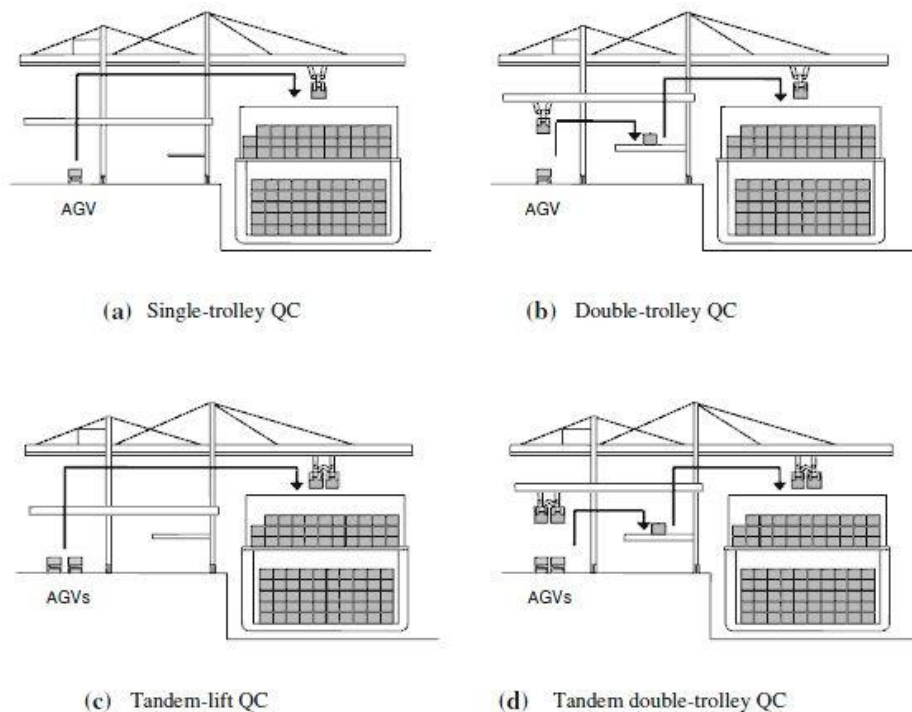 AGV
AGV
(a) Single-trolley QC
(b) Double-trolley QC
AGVs
AGVs
(c) Tandem-lift QC
(d) Tandem double-trolley QC